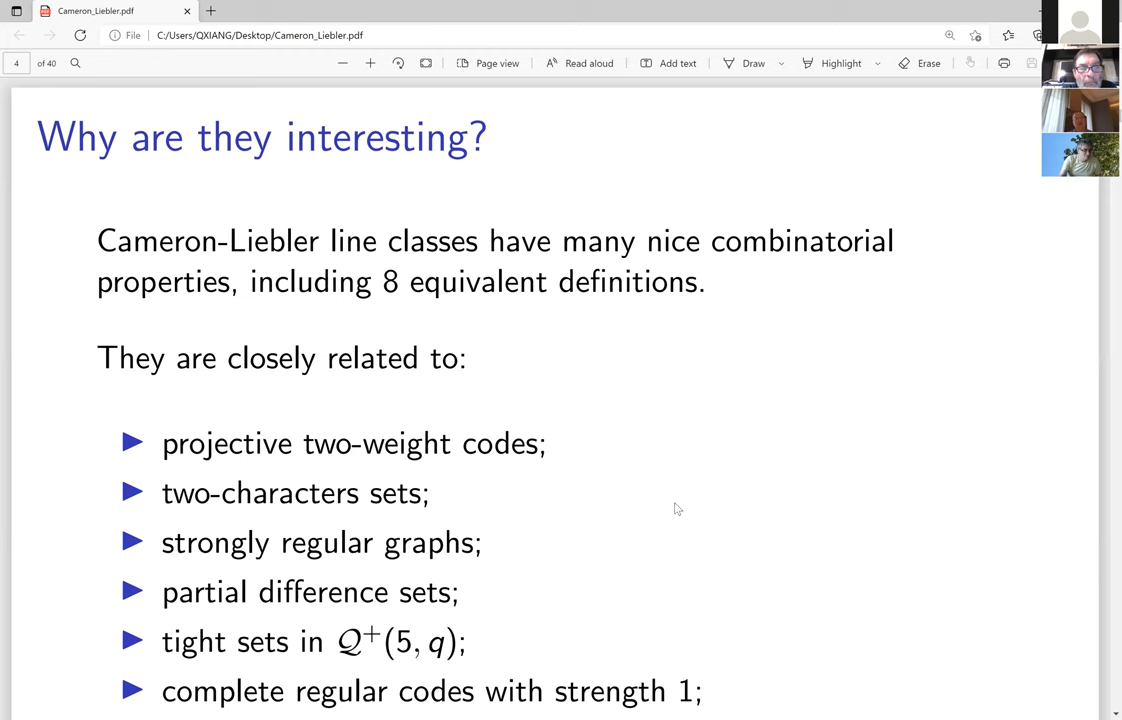 Cameron_Liebler.pdf
File
C:/Users/QXIANG/Desktop/Cameron_Liebler.pdf
4 of 40
Page view
Read aloud
Add text
Draw
Highlight
Erase
Why are they interesting?
Cameron-Liebler line classes have many nice combinatorial
properties, including 8 equivalent definitions.
They are closely related to:
▶ projective two-weight codes;
▶ two-characters sets;
▶ strongly regular graphs;
▶ partial difference sets;
▶ tight sets in Q⁺(5, q);
▶ complete regular codes with strength 1;